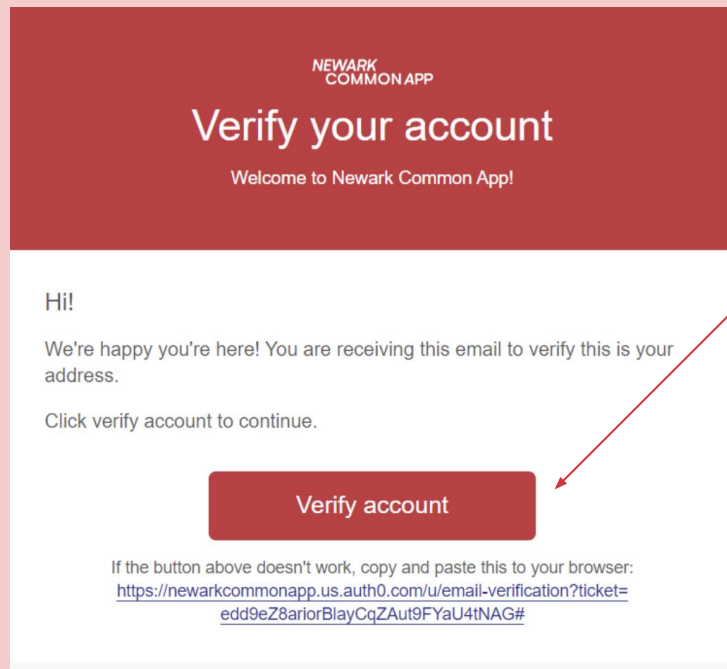 NEWARK
COMMON APP
Verify your account
Welcome to Newark Common App!
Hi!
We're happy you're here! You are receiving this email to verify this is your
address.
Click verify account to continue.
Verify account
If the button above doesn't work, copy and paste this to your browser:
https://newarkcommonapp.us.auth0.com/u/email-verification?ticket=
edd9eZ8ariorBlayCqZAut9FYaU4tNAG#